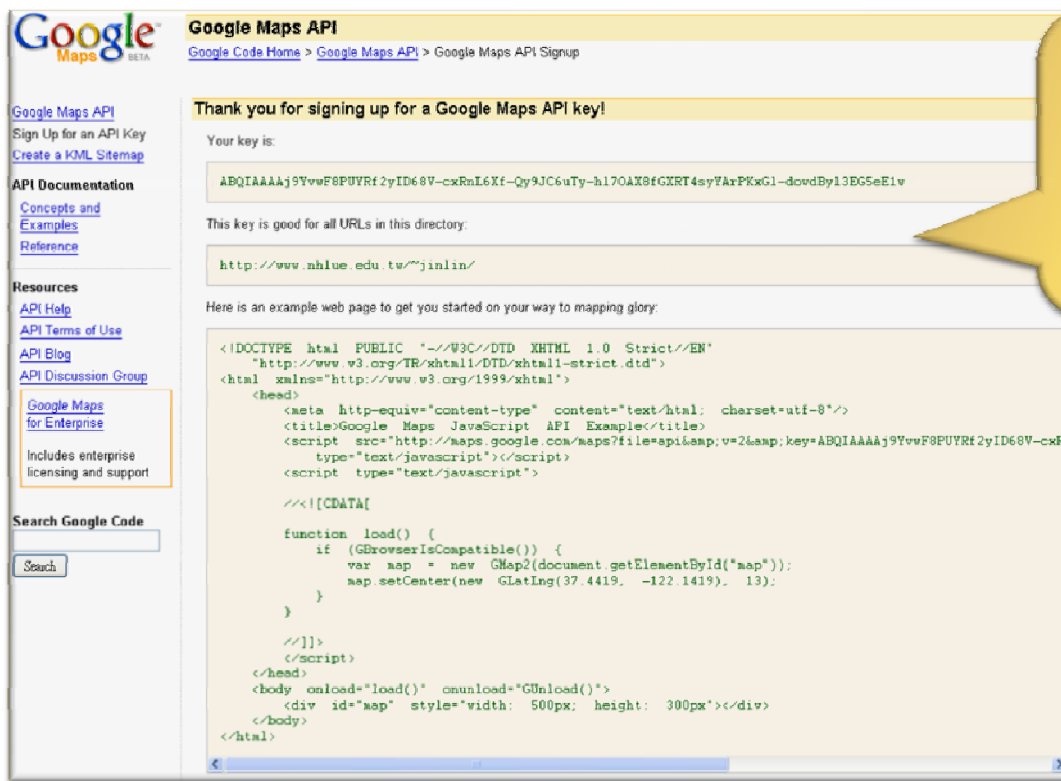 Google Maps BETA
Google Maps API
Google Code Home > Google Maps API > Google Maps API Signup
Google Maps API
Sign Up for an API Key
Create a KML Sitemap
API Documentation
Concepts and
Examples
Reference
Resources
API Help
API Terms of Use
API Blog
API Discussion Group
Google Maps
for Enterprise
Includes enterprise
licensing and support
Search Google Code
Search
Thank you for signing up for a Google Maps API key!
Your key is:
This key is good for all URLs in this directory:
http://www.nhlue.edu.tw/~jinlin/
Here is an example web page to get you started on your way to mapping glory:
<!DOCTYPE html PUBLIC "-//W3C//DTD XHTML 1.0 Strict//EN"
"http://www.w3.org/TR/xhtml1/DTD/xhtml1-strict.dtd">
<html xmlns="http://www.w3.org/1999/xhtml">
<head>
<meta http-equiv="content-type" content="text/html; charset=utf-8"/>
<title>Google Maps JavaScript API Example</title>
<script src="http://maps.google.com/maps?file=api&amp;v=2&amp;key=
type="text/javascript"></script>
<script type="text/javascript">
//<![CDATA[
function load() {
if (GBrowserIsCompatible()) {
var map = new GMap2(document.getElementById("map"));
map.setCenter(new GLatLng(37.4419, -122.1419), 13);
}
}
//]]>
</script>
</head>
<body onload="load()" onunload="GUnload()">
<div id="map" style="width: 500px; height: 300px"></div>
</body>
</html>